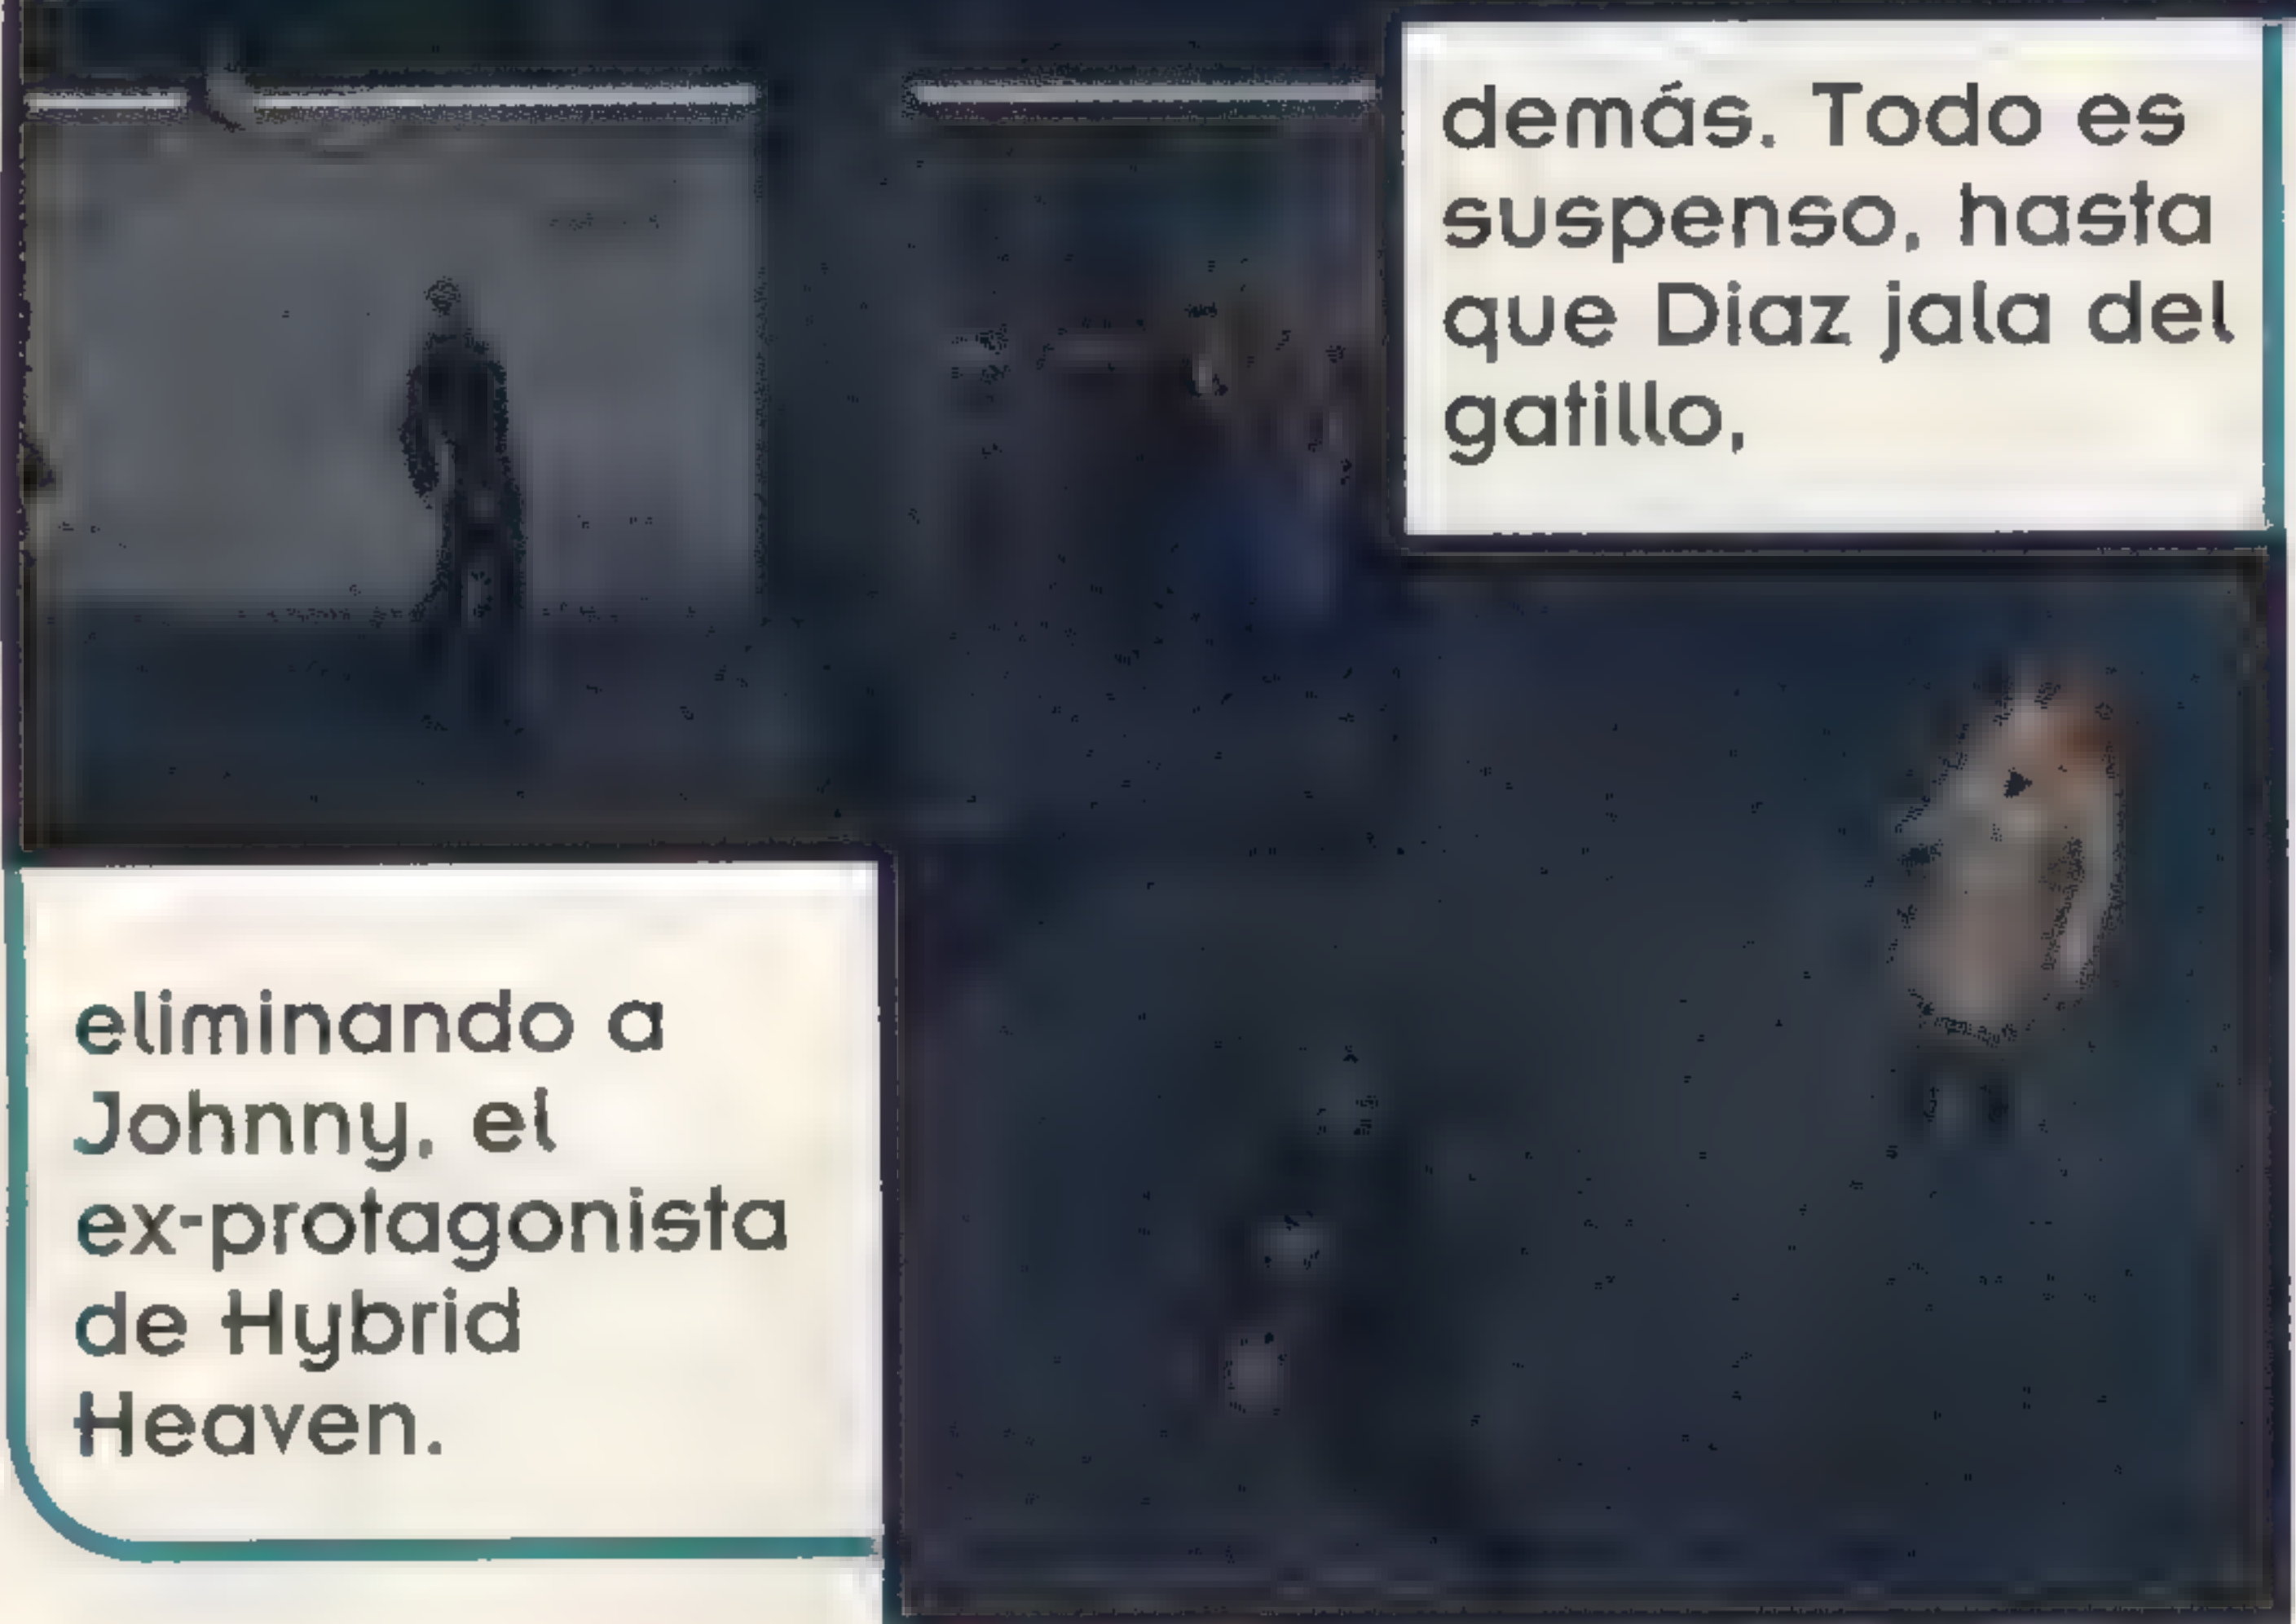 demás. Todo es
suspenso, hasta
que Diaz jala del
gatillo,
eliminando a
Johnny, el
ex-protagonista
de Hybrid
Heaven.